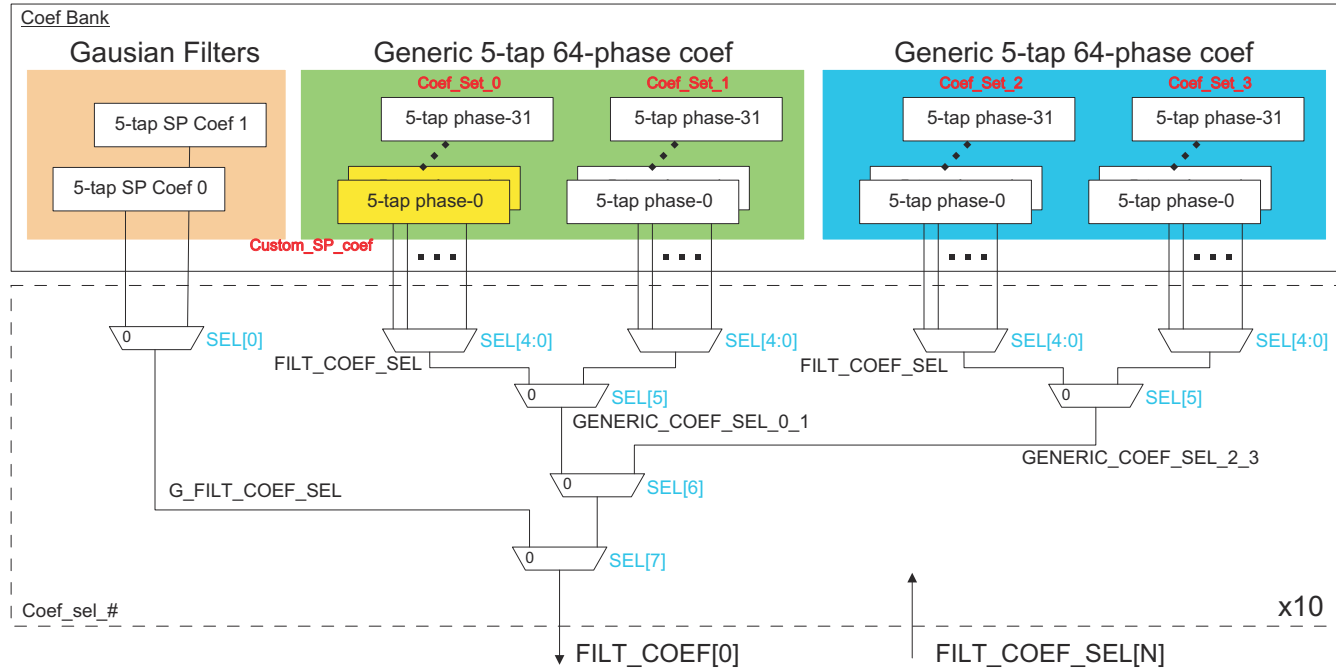 Coef Bank
Gausian Filters
Generic 5-tap 64-phase coef
Generic 5-tap 64-phase coef
Coef_Set_0
Coef_Set_1
Coef_Set_2
Coef_Set_3
5-tap SP Coef 1
5-tap phase-31
5-tap phase-31
5-tap phase-31
5-tap phase-31
5-tap SP Coef 0
5-tap phase-0
5-tap phase-0
5-tap phase-0
5-tap phase-0
Custom_SP_coef
0
SEL[0]
SEL[4:0]
SEL[4:0]
SEL[4:0]
SEL[4:0]
FILT_COEF_SEL
FILT_COEF_SEL
0
SEL[5]
0
SEL[5]
GENERIC_COEF_SEL_0_1
GENERIC_COEF_SEL_2_3
0
SEL[6]
G_FILT_COEF_SEL
0
SEL[7]
Coef_sel_#
x10
FILT_COEF[0]
FILT_COEF_SEL[N]